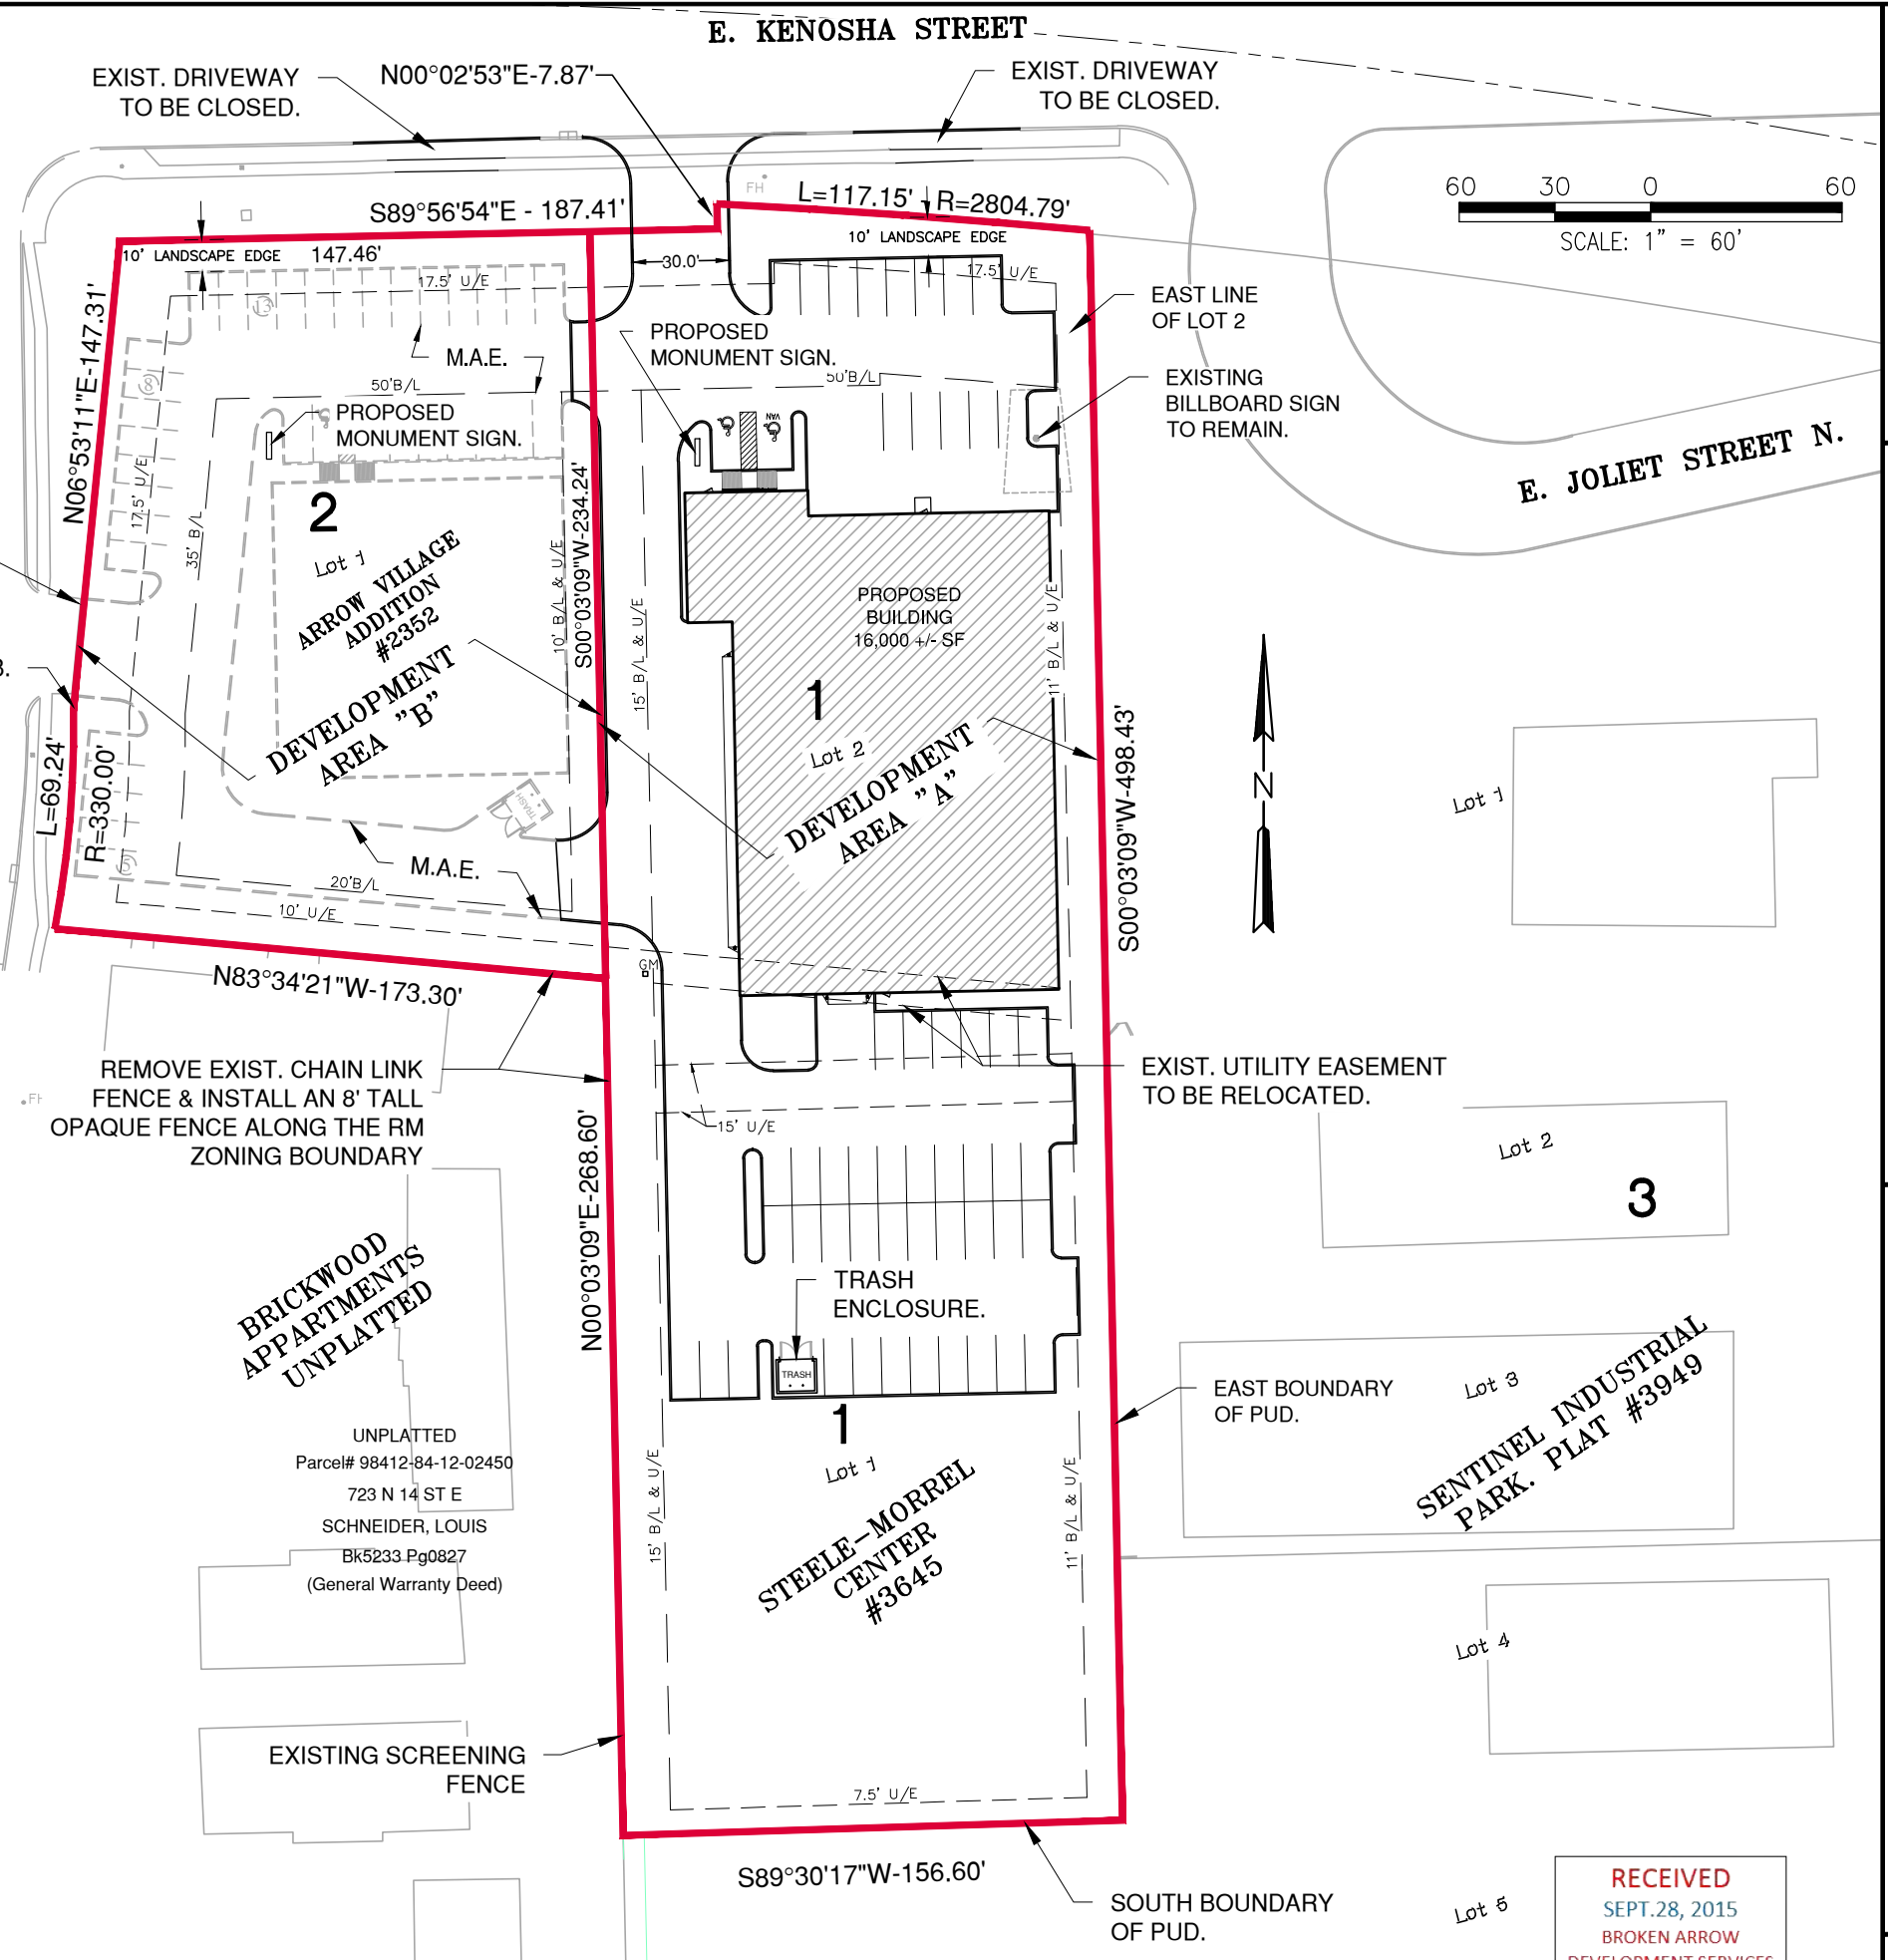 E. KENOSHA STREET
EXIST. DRIVEWAY
TO BE CLOSED.
N00°02'53"E-7.87'
EXIST. DRIVEWAY
TO BE CLOSED.
FH
L=117.15' - R=2804.79'
S89°56'54"E - 187.41'
10' LANDSCAPE EDGE
147.46'
10' LANDSCAPE EDGE
30.0'
17.5' U/E
17.5' U/E
60 30 0 60
SCALE: 1" = 60'
EAST LINE
OF LOT 2
13
PROPOSED
MONUMENT SIGN.
M.A.E.
50'B/L
50'B/L
8
EXISTING
BILLBOARD SIGN
TO REMAIN.
PROPOSED
MONUMENT SIGN.
VAN
N06°53'11"E-147.31'
17.5' U/E
35' B/L
E. JOLIET STREET N.
2
Lot 1
ARROW VILLAGE
ADDITION
#2352
10' B/L & U/E
S00°03'09"W-234.24'
15' B/L & U/E
PROPOSED
BUILDING
16,000 +/- SF
11' B/L & U/E
B.
DEVELOPMENT
AREA "B"
1
Lot 2
DEVELOPMENT
AREA "A"
S00°03'09"W-498.43'
N
Lot 1
L=69.24'
R=330.00'
TRASH
5
M.A.E.
20'B/L
10' U/E
GM
N83°34'21"W-173.30'
REMOVE EXIST. CHAIN LINK
FENCE & INSTALL AN 8' TALL
OPAQUE FENCE ALONG THE RM
ZONING BOUNDARY
FH
EXIST. UTILITY EASEMENT
TO BE RELOCATED.
15' U/E
Lot 2
3
N00°03'09"E-268.60'
BRICKWOOD
APPARTMENTS
UNPLATTED
TRASH
ENCLOSURE.
TRASH
EAST BOUNDARY
OF PUD.
Lot 3
SENTINEL INDUSTRIAL
PARK. PLAT #3949
UNPLATTED
Parcel# 98412-84-12-02450
723 N 14 ST E
SCHNEIDER, LOUIS
Bk5233 Pg0827
(General Warranty Deed)
1
Lot 1
STEELE-MORREL
CENTER
#3645
15' B/L & U/E
11' B/L & U/E
Lot 4
EXISTING SCREENING
FENCE
7.5' U/E
S89°30'17"W-156.60'
SOUTH BOUNDARY
OF PUD.
Lot 5
RECEIVED
SEPT.28, 2015
BROKEN ARROW
DEVELOPMENT SERVICES